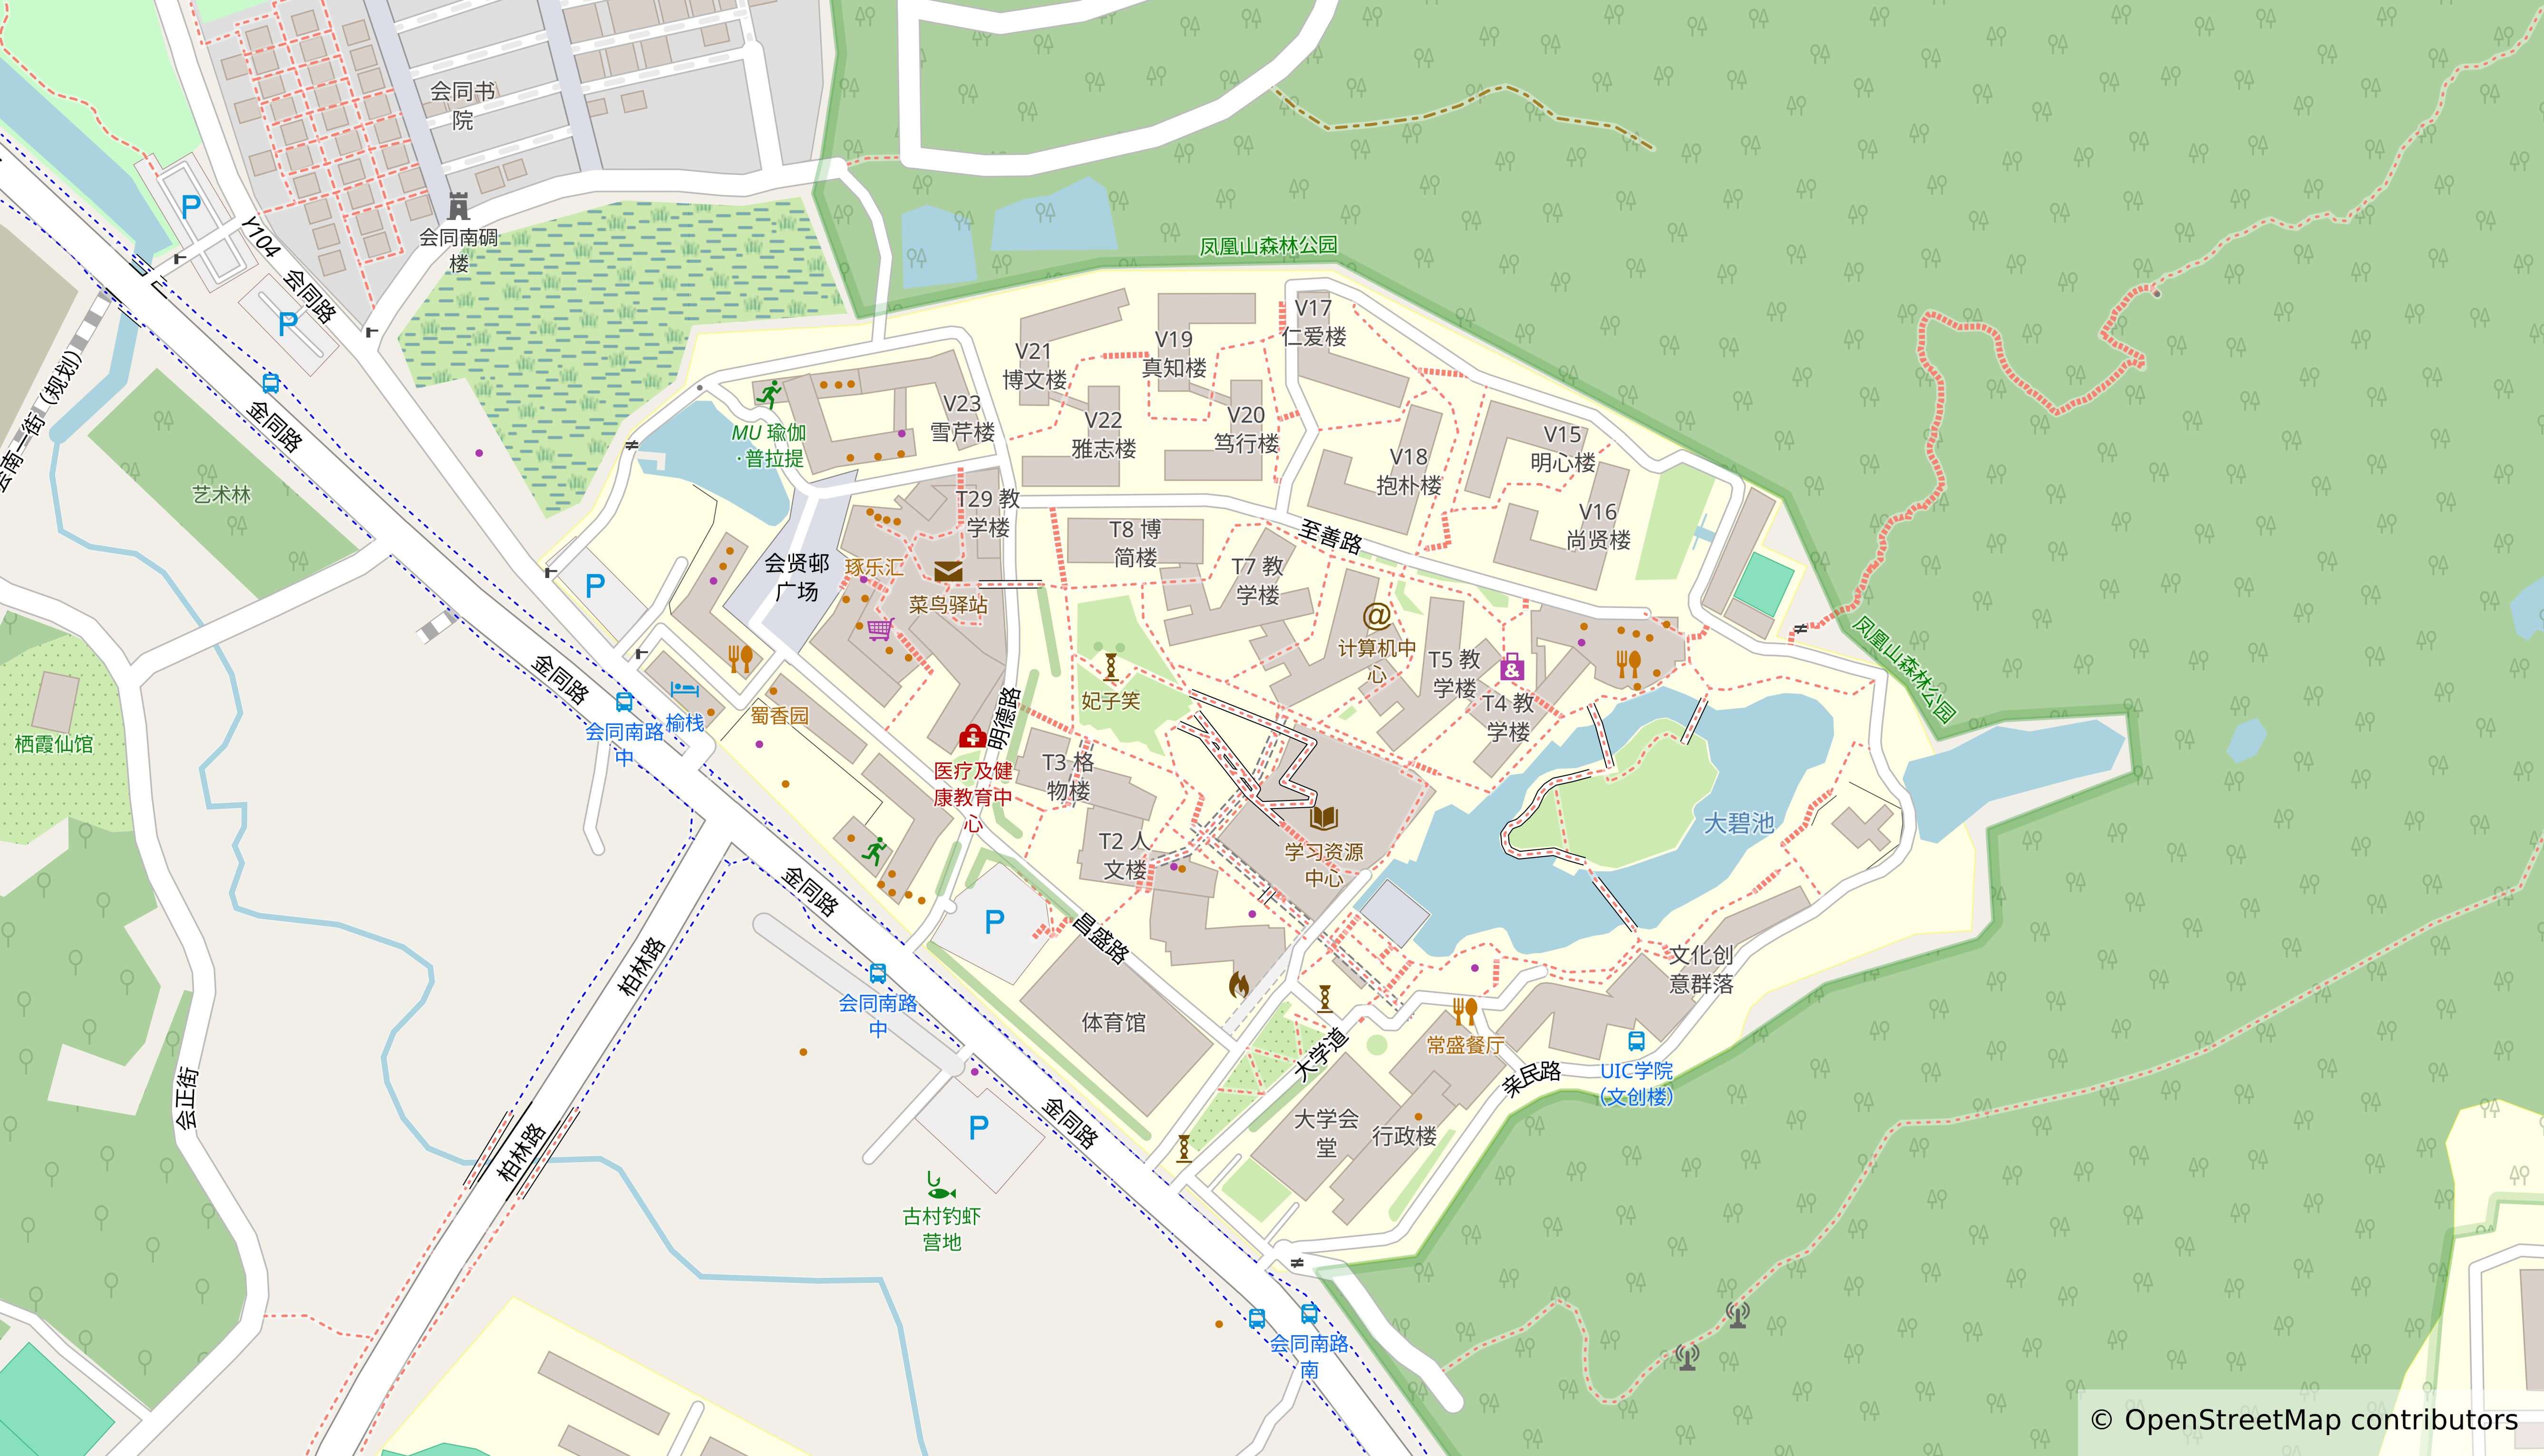 会同书
院
会同南碉
楼
Y104
会同路
P
P
金同路
会南一街（规划）
艺术林
凤凰山森林公园
V17
仁爱楼
V19
真知楼
V21
博文楼
V23
雪芹楼
V22
雅志楼
V20
笃行楼
MU 瑜伽
·普拉提
V18
抱朴楼
V15
明心楼
V16
尚贤楼
T29 教
学楼
T8 博
简楼
至善路
T7 教
学楼
会贤邨
广场
琢乐汇
菜鸟驿站
P
计算机中
心
T5 教
学楼
T4 教
学楼
妃子笑
凤凰山森林公园
金同路
会同南路
中
榆栈
蜀香园
明德路
栖霞仙馆
医疗及健
康教育中
心
T3 格
物楼
T2 人
文楼
学习资源
中心
大碧池
金同路
P
昌盛路
柏林路
会同南路
中
体育馆
文化创
意群落
常盛餐厅
大学道
亲民路
UIC学院
（文创楼）
会正街
柏林路
金同路
P
大学会
堂
行政楼
古村钓虾
营地
会同南路
南
© OpenStreetMap contributors